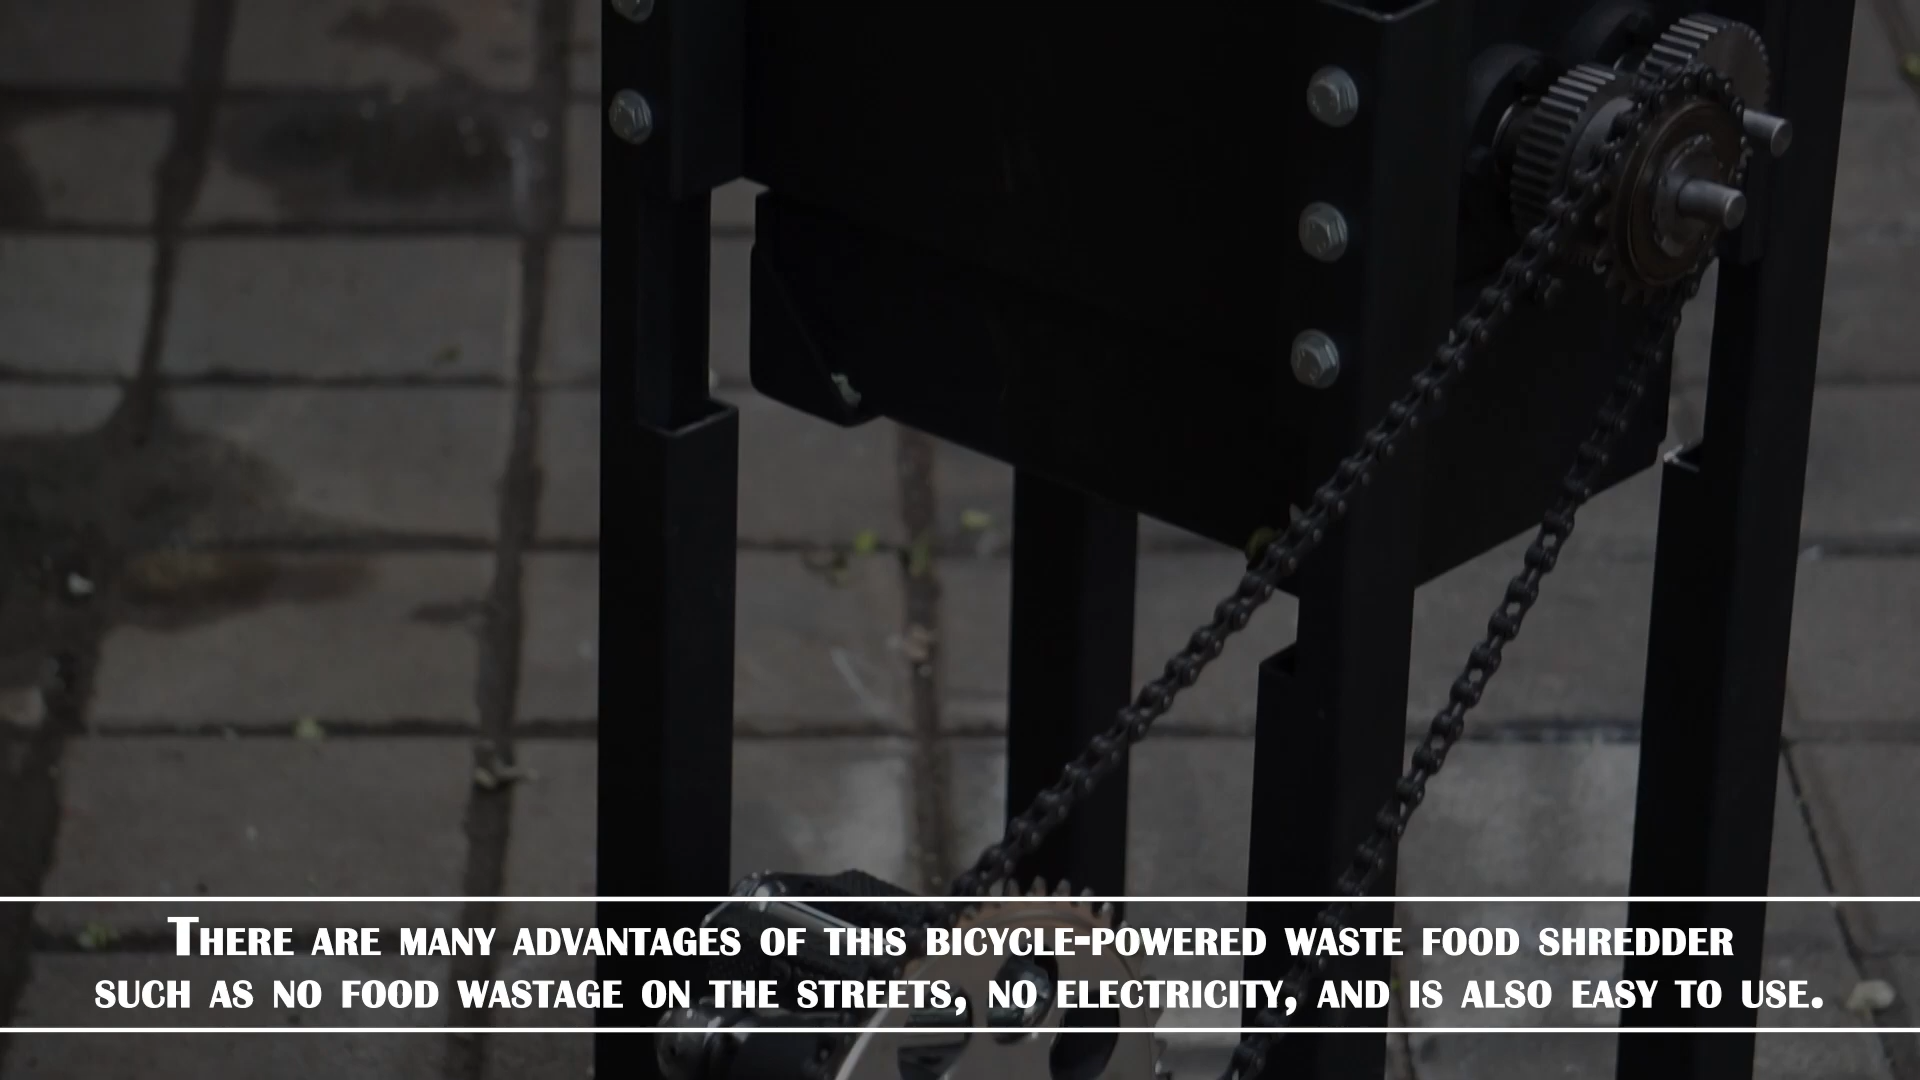 There are many advantages of this bicycle-powered waste food shredder
such as no food wastage on the streets, no electricity, and is also easy to use.